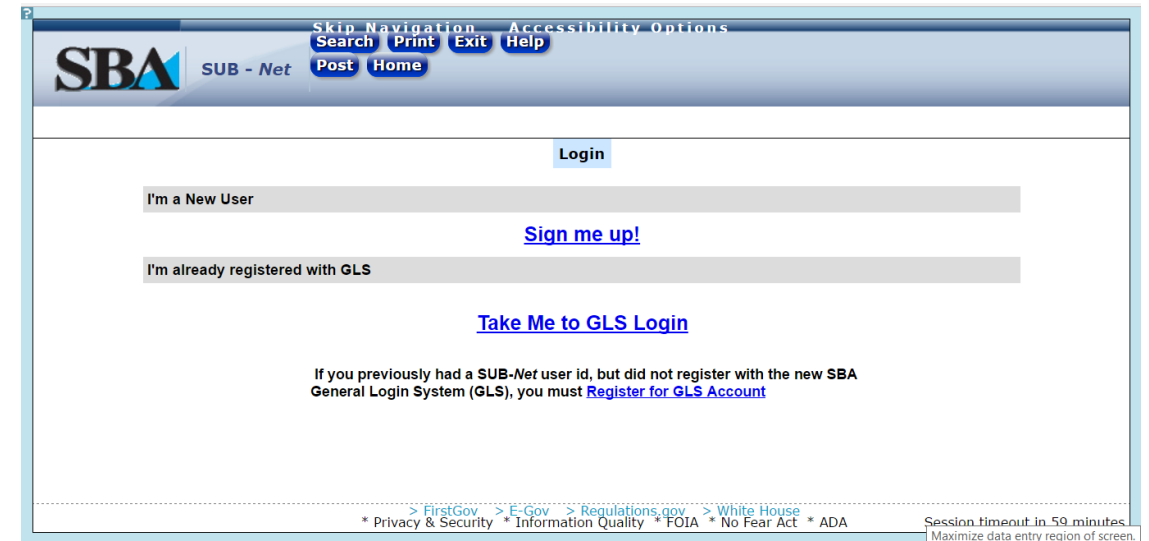 ?
Skip Navigation Accessibility Options
Search Print Exit Help
SBA SUB - Net Post Home
Login
I'm a New User
Sign me up!
I'm already registered with GLS
Take Me to GLS Login
If you previously had a SUB-Net user id, but did not register with the new SBA
General Login System (GLS), you must Register for GLS Account
> FirstGov > E-Gov > Regulations.gov > White House
* Privacy & Security * Information Quality * FOIA * No Fear Act * ADA
Session timeout in 59 minutes
Maximize data entry region of screen.